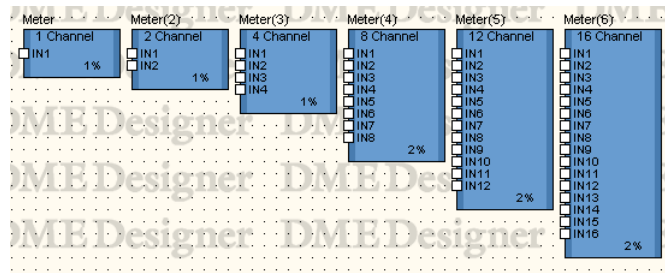 Meter
1 Channel
IN1
1%
Meter(2)
2 Channel
IN1
IN2
1%
Meter(3)
4 Channel
IN1
IN2
IN3
IN4
1%
Meter(4)
8 Channel
IN1
IN2
IN3
IN4
IN5
IN6
IN7
IN8
2%
Meter(5)
12 Channel
IN1
IN2
IN3
IN4
IN5
IN6
IN7
IN8
IN9
IN10
IN11
IN12
2%
Meter(6)
16 Channel
IN1
IN2
IN3
IN4
IN5
IN6
IN7
IN8
IN9
IN10
IN11
IN12
IN13
IN14
IN15
IN16
2%
DME Designer DME Designer
DME Designer DME Designer
DME Designer DME Designer